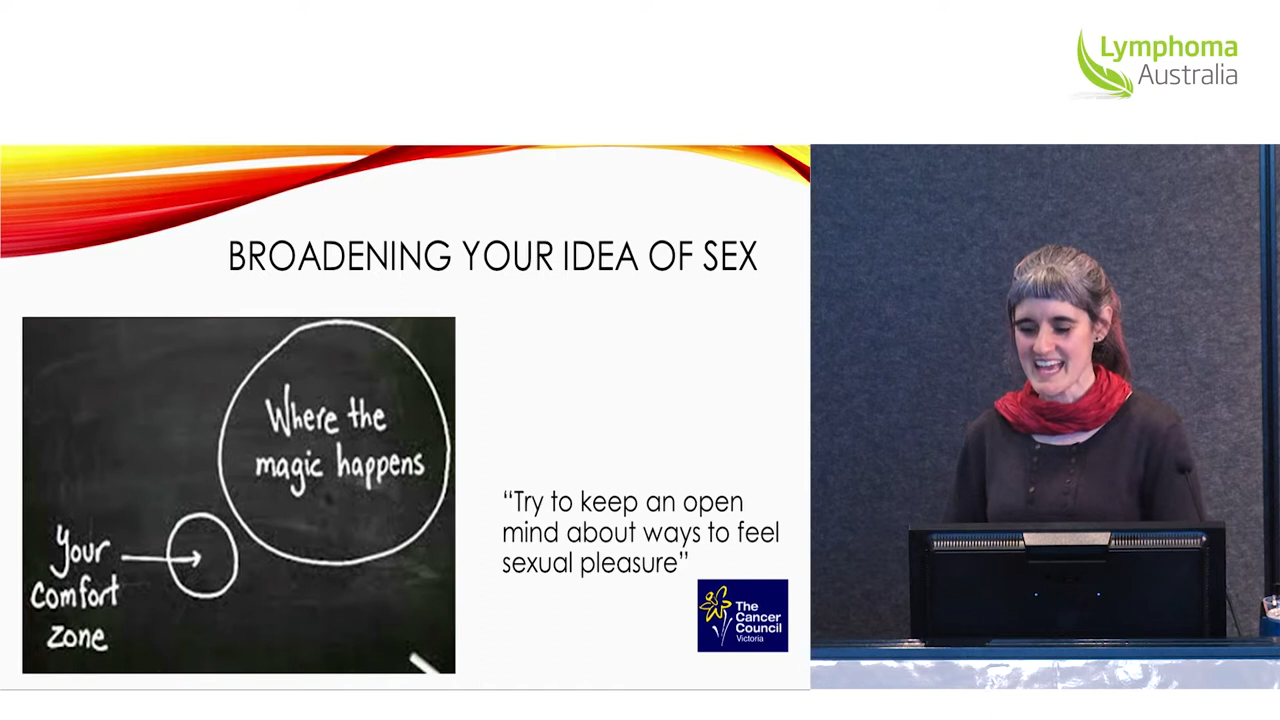 Lymphoma
Australia
BROADENING YOUR IDEA OF SEX
Where the
magic happens
Your
comfort
zone
“Try to keep an open
mind about ways to feel
sexual pleasure”
The
Cancer
Council
Victoria